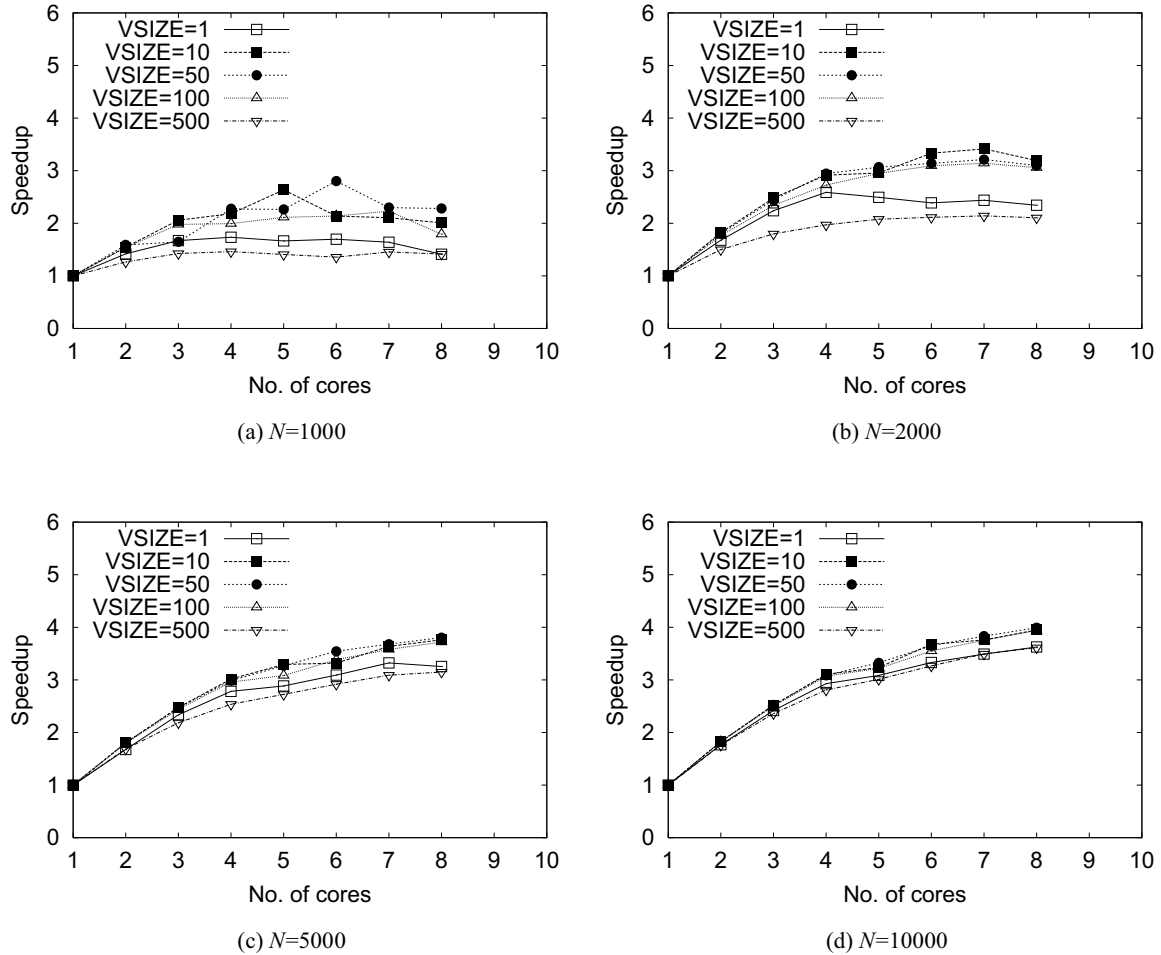 6
5
4
3
2
1
0
Speedup
VSIZE=1
VSIZE=10
VSIZE=50
VSIZE=100
VSIZE=500
1 2 3 4 5 6 7 8 9 10
No. of cores
(a) N=1000
6
5
4
3
2
1
0
Speedup
VSIZE=1
VSIZE=10
VSIZE=50
VSIZE=100
VSIZE=500
1 2 3 4 5 6 7 8 9 10
No. of cores
(b) N=2000
6
5
4
3
2
1
0
Speedup
VSIZE=1
VSIZE=10
VSIZE=50
VSIZE=100
VSIZE=500
1 2 3 4 5 6 7 8 9 10
No. of cores
(c) N=5000
6
5
4
3
2
1
0
Speedup
VSIZE=1
VSIZE=10
VSIZE=50
VSIZE=100
VSIZE=500
1 2 3 4 5 6 7 8 9 10
No. of cores
(d) N=10000